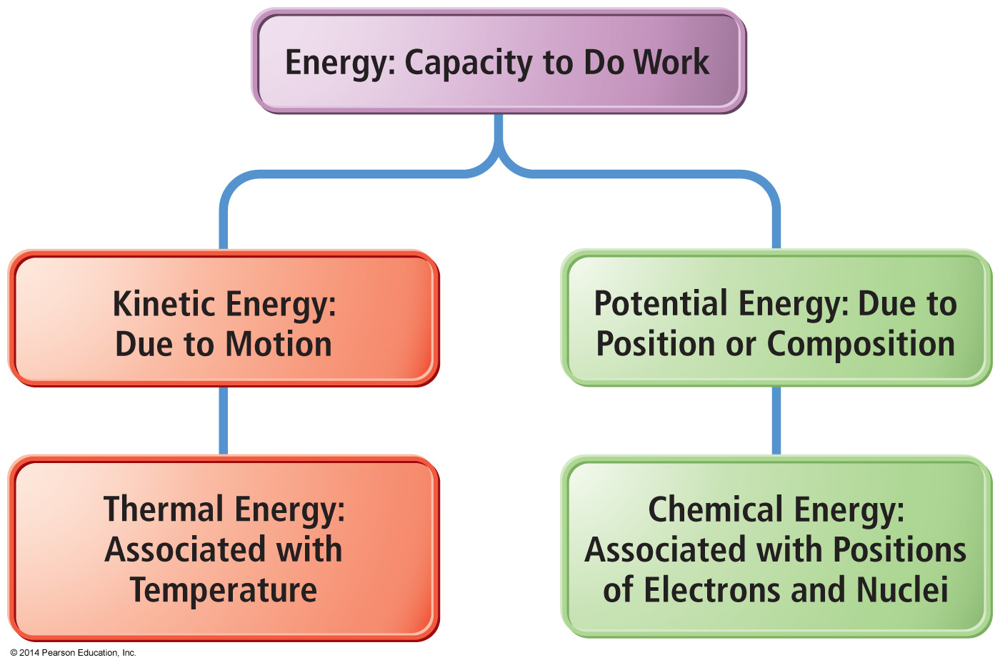 Energy: Capacity to Do Work
Kinetic Energy:
Due to Motion
Potential Energy: Due to
Position or Composition
Thermal Energy:
Associated with
Temperature
Chemical Energy:
Associated with Positions
of Electrons and Nuclei
© 2014 Pearson Education, Inc.